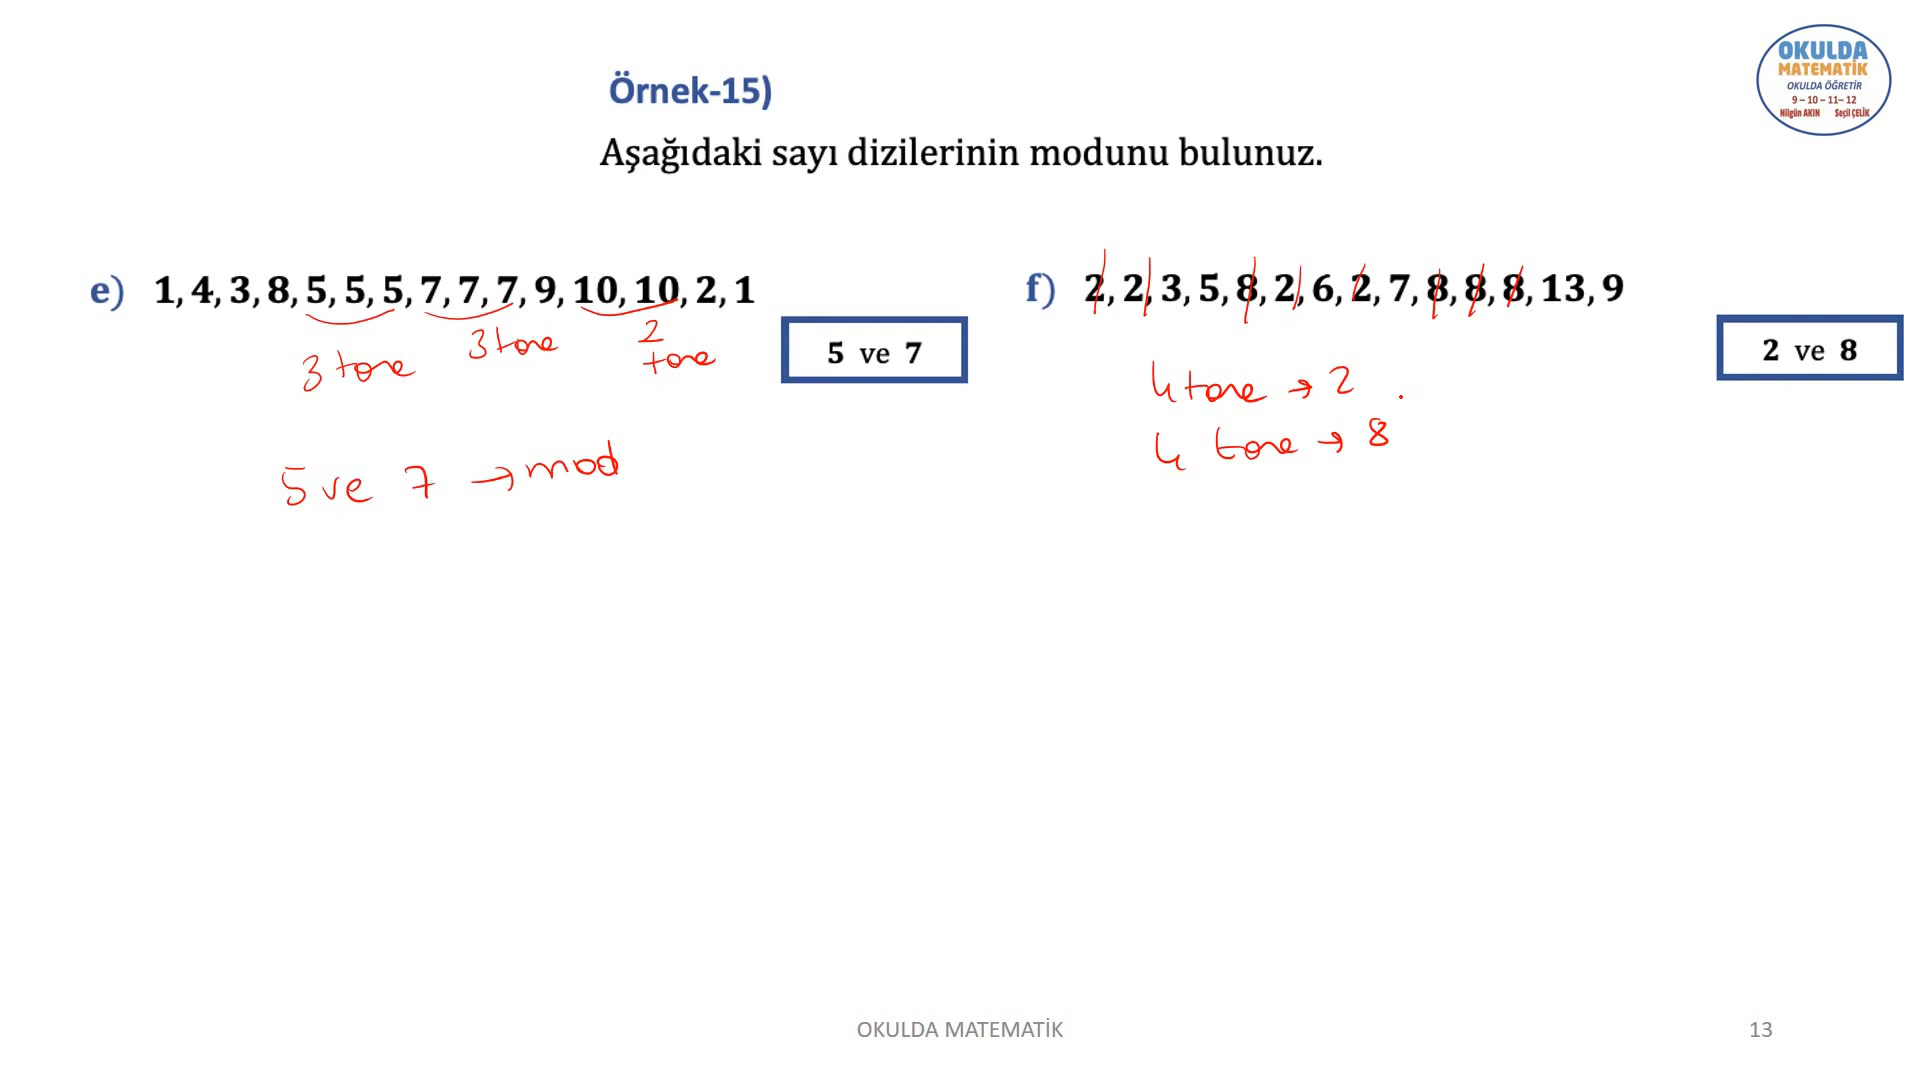 OKULDA
MATEMATİK
OKULDA ÖĞRETİR
9 – 10 – 11– 12
Nilgün AKIN Seçil ÇELİK
Örnek-15)
Aşağıdaki sayı dizilerinin modunu bulunuz.
e) 1, 4, 3, 8, 5, 5, 5, 7, 7, 7, 9, 10, 10, 2, 1
3 tane
3 tane
2
tane
5 ve 7
5 ve 7 → mod
f) 2, 2, 3, 5, 8, 2, 6, 2, 7, 8, 8, 8, 13, 9
2 ve 8
4 tane → 2
4 tane → 8
OKULDA MATEMATİK
13